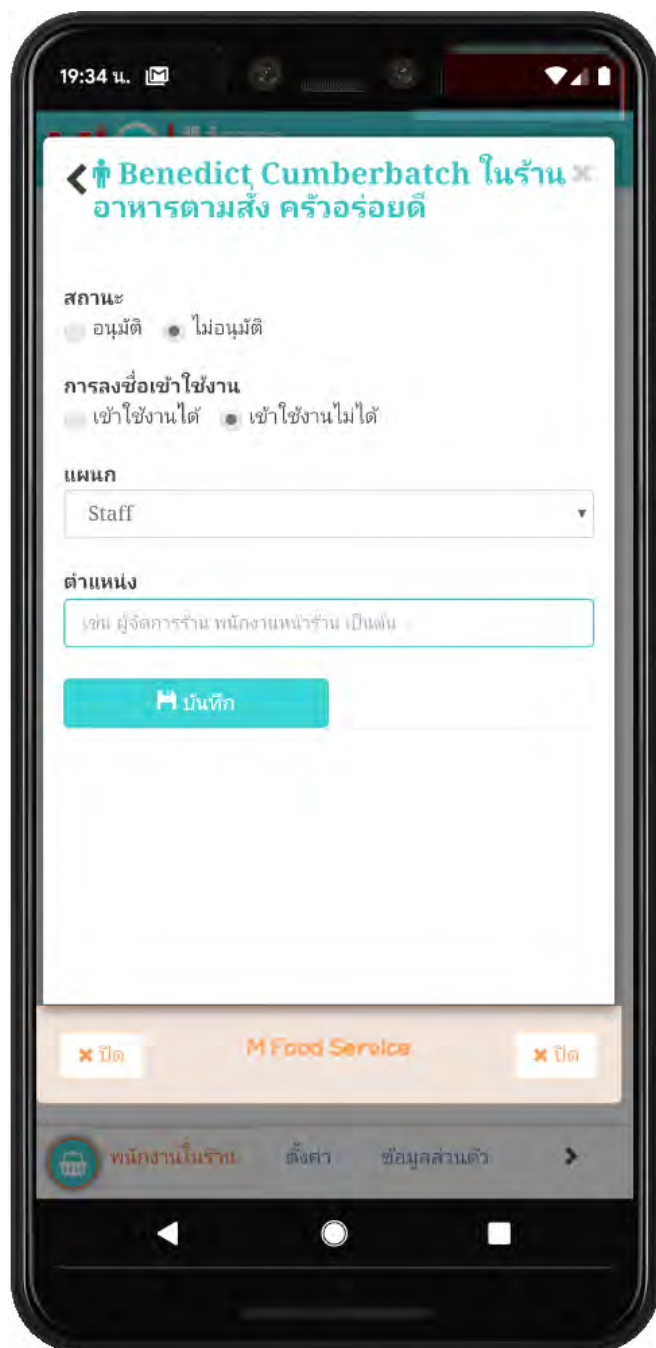 19:34 น.
Benedict Cumberbatch ในร้าน
อาหารตามสั่ง ครัวอร่อยดี
สถานะ
อนุมัติ ไม่อนุมัติ
การลงชื่อเข้าใช้งาน
เข้าใช้งานได้ เข้าใช้งานไม่ได้
แผนก
Staff
ตำแหน่ง
เช่น ผู้จัดการร้าน พนักงานหน้าร้าน เป็นต้น
บันทึก
ปิด M Food Service ปิด
พนักงานในร้าน ตั้งค่า ข้อมูลส่วนตัว